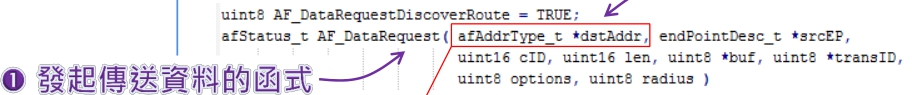 uint8 AF_DataRequestDiscoverRoute = TRUE;
afStatus_t AF_DataRequest( afAddrType_t *dstAddr, endPointDesc_t *srcEP,
uint16 cID, uint16 len, uint8 *buf, uint8 *transID,
uint8 options, uint8 radius )
❶ 發起傳送資料的函式